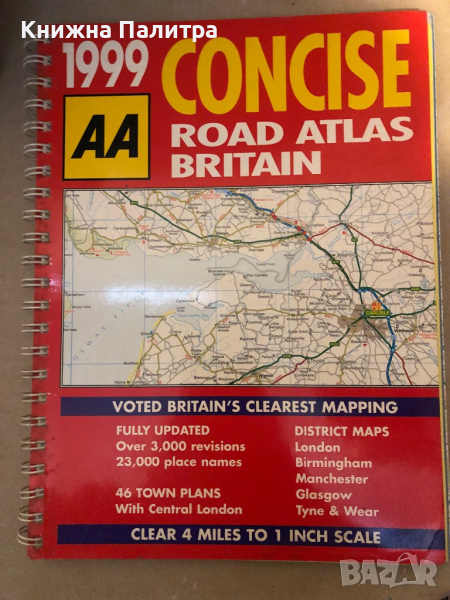 Книжна Палитра
1999 CONCISE
AA
ROAD ATLAS
BRITAIN
CARLISLE
VOTED BRITAIN'S CLEAREST MAPPING
FULLY UPDATED
Over 3,000 revisions
23,000 place names
46 TOWN PLANS
With Central London
DISTRICT MAPS
London
Birmingham
Manchester
Glasgow
Tyne & Wear
CLEAR 4 MILES TO 1 INCH SCALE
BAZAR